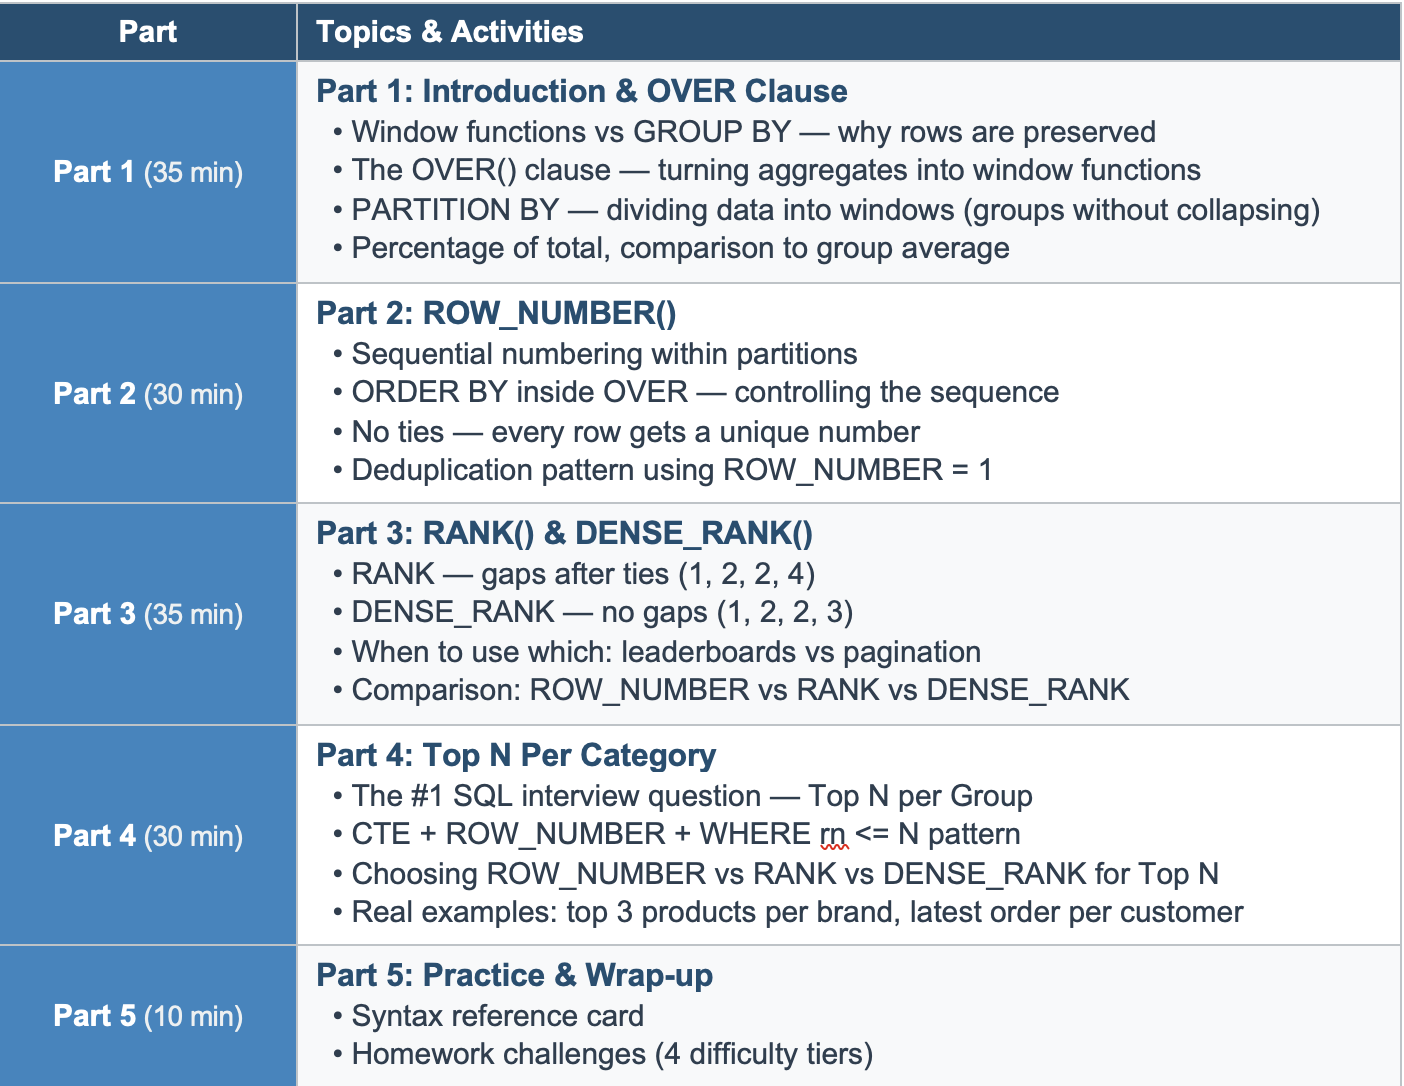 Part
Topics & Activities
Part 1 (35 min)
Part 1: Introduction & OVER Clause
• Window functions vs GROUP BY — why rows are preserved
• The OVER() clause — turning aggregates into window functions
• PARTITION BY — dividing data into windows (groups without collapsing)
• Percentage of total, comparison to group average
Part 2 (30 min)
Part 2: ROW_NUMBER()
• Sequential numbering within partitions
• ORDER BY inside OVER — controlling the sequence
• No ties — every row gets a unique number
• Deduplication pattern using ROW_NUMBER = 1
Part 3 (35 min)
Part 3: RANK() & DENSE_RANK()
• RANK — gaps after ties (1, 2, 2, 4)
• DENSE_RANK — no gaps (1, 2, 2, 3)
• When to use which: leaderboards vs pagination
• Comparison: ROW_NUMBER vs RANK vs DENSE_RANK
Part 4 (30 min)
Part 4: Top N Per Category
• The #1 SQL interview question — Top N per Group
• CTE + ROW_NUMBER + WHERE rn <= N pattern
• Choosing ROW_NUMBER vs RANK vs DENSE_RANK for Top N
• Real examples: top 3 products per brand, latest order per customer
Part 5 (10 min)
Part 5: Practice & Wrap-up
• Syntax reference card
• Homework challenges (4 difficulty tiers)